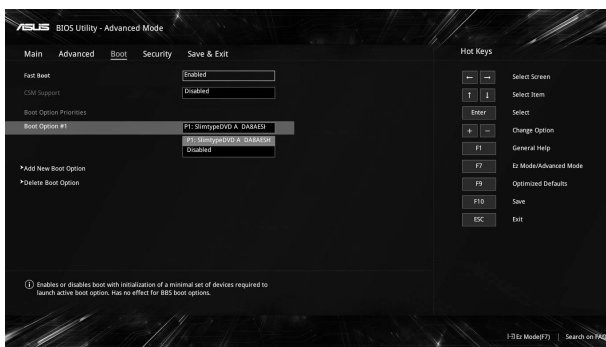 ASUS BIOS Utility - Advanced Mode
Main Advanced Boot Security Save & Exit
Hot Keys
Fast Boot Enabled
CSM Support Disabled
Boot Option Priorities
Boot Option #1 P1: SlimtypeDVD A DA8AESH
P1: SlimtypeDVD A DA8AESH
Disabled
>Add New Boot Option
>Delete Boot Option
← → Select Screen
↑ ↓ Select Item
Enter Select
+ − Change Option
F1 General Help
F7 Ez Mode/Advanced Mode
F9 Optimized Defaults
F10 Save
ESC Exit
Enables or disables boot with initialization of a minimal set of devices required to
launch active boot option. Has no effect for BBS boot options.
Ez Mode(F7) | Search on FAQ